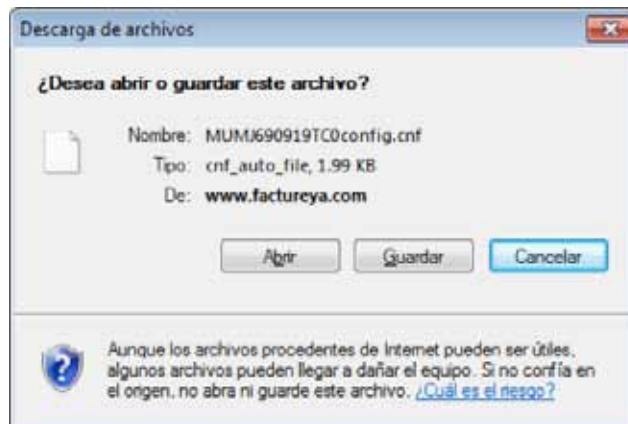 Descarga de archivos
¿Desea abrir o guardar este archivo?
Nombre: MUMJ690919TC0config.cnf
Tipo: cnf_auto_file, 1.99 KB
De: www.factureya.com
Abrir Guardar Cancelar
Aunque los archivos procedentes de Internet pueden ser útiles,
algunos archivos pueden llegar a dañar el equipo. Si no confía en
el origen, no abra ni guarde este archivo. ¿Cuál es el riesgo?